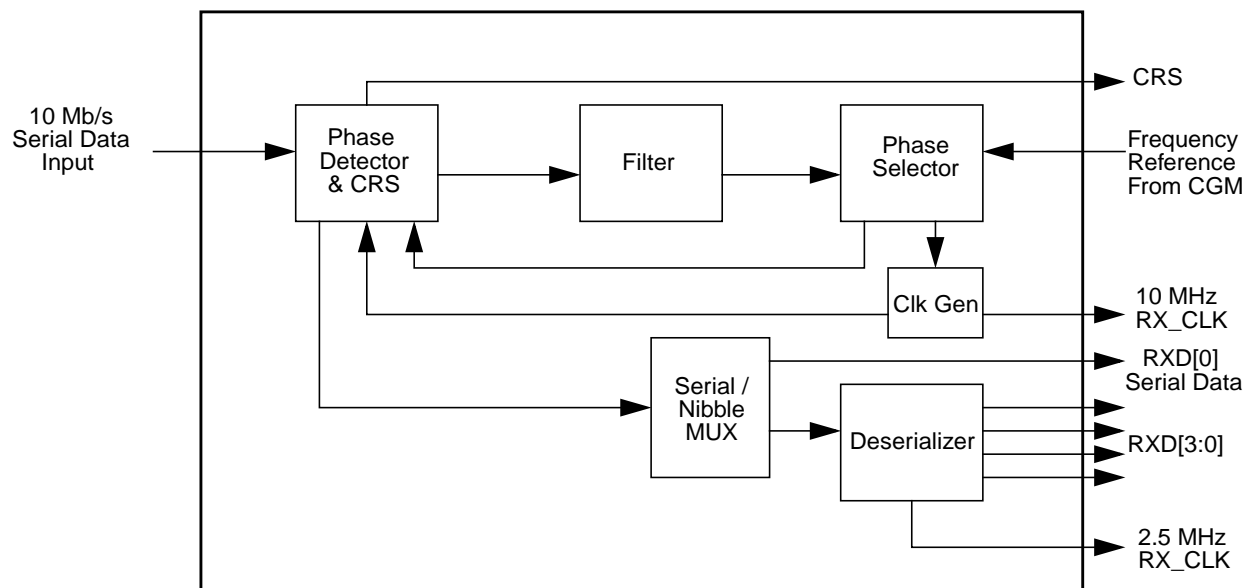 CRS
10 Mb/s
Serial Data
Input
Phase
Detector
& CRS
Filter
Phase
Selector
Frequency
Reference
From CGM
Clk Gen
10 MHz
RX_CLK
RXD[0]
Serial Data
Serial /
Nibble
MUX
Deserializer
RXD[3:0]
2.5 MHz
RX_CLK